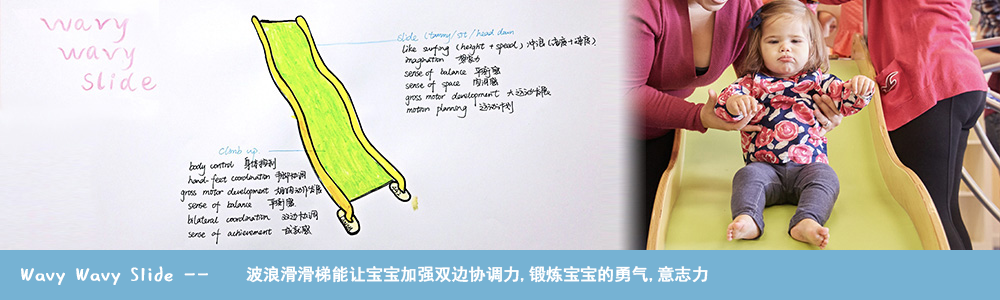 wavy
wavy
slide
slide (tummy/sit/head down
like surfing (height + speed) 冲浪(高度+速度)
imagination 想象力
sense of balance 平衡感
sense of space 空间感
gross motor development 大运动发展
motion planning 运动计划
climb up
body control 身体控制
hand-feet coordination 手脚协调
gross motor development 大肌肉动作发展
sense of balance 平衡感
bilateral coordination 双边协调
sense of achievement 成就感
Wavy Wavy Slide -- 波浪滑滑梯能让宝宝加强双边协调力,锻炼宝宝的勇气,意志力